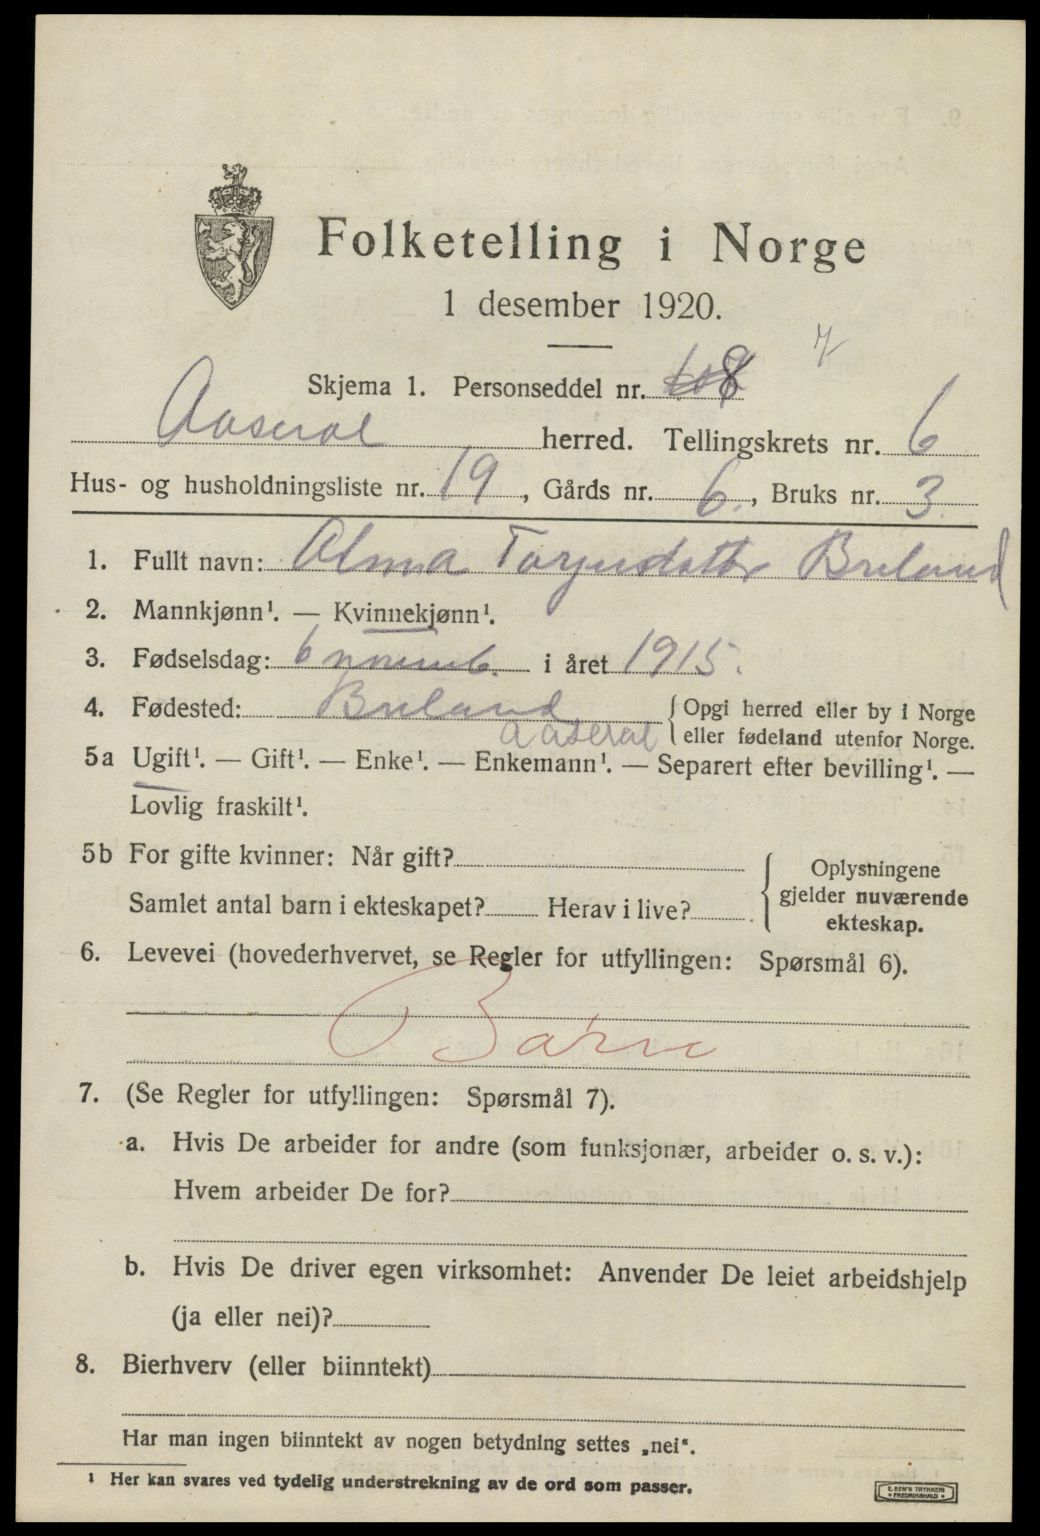 Folketelling i Norge
1 desember 1920.
Skjema 1. Personseddel nr. 8
Aaseral herred. Tellingskrets nr. 6
Hus- og husholdningsliste nr. 19, Gårds nr. 6., Bruks nr. 3.
1. Fullt navn: Alma Torjusdatter Breland
2. Mannkjønn¹. — Kvinnekjønn¹.
3. Fødselsdag: 6 novemb. i året 1915.
4. Fødested: Breland Aaseral { Opgi herred eller by i Norge
eller fødeland utenfor Norge.
5a Ugift¹. — Gift¹. — Enke¹. — Enkemann¹. — Separert efter bevilling¹. —
Lovlig fraskilt¹.
5b For gifte kvinner: Når gift?
Samlet antal barn i ekteskapet? Herav i live?
{ Oplysningene
gjelder nuværende
ekteskap.
6. Levevei (hovederhvervet, se Regler for utfyllingen: Spørsmål 6).
Barn
7. (Se Regler for utfyllingen: Spørsmål 7).
a. Hvis De arbeider for andre (som funksjonær, arbeider o. s. v.):
Hvem arbeider De for?
b. Hvis De driver egen virksomhet: Anvender De leiet arbeidshjelp
(ja eller nei)?
8. Bierhverv (eller biinntekt)
Har man ingen biinntekt av nogen betydning settes „nei“.
¹ Her kan svares ved tydelig understrekning av de ord som passer.
E. SEM'S TRYKKERI
FREDRIKSHALD